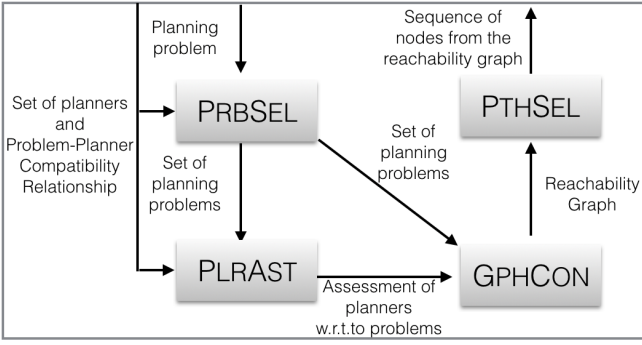 Planning
problem
Sequence of
nodes from the
reachability graph
Set of planners
and
Problem-Planner
Compatibility
Relationship
PRBSEL
PTHSEL
Set of
planning
problems
Set of
planning
problems
Reachability
Graph
PLRAST
Assessment of
planners
w.r.t.to problems
GPHCON